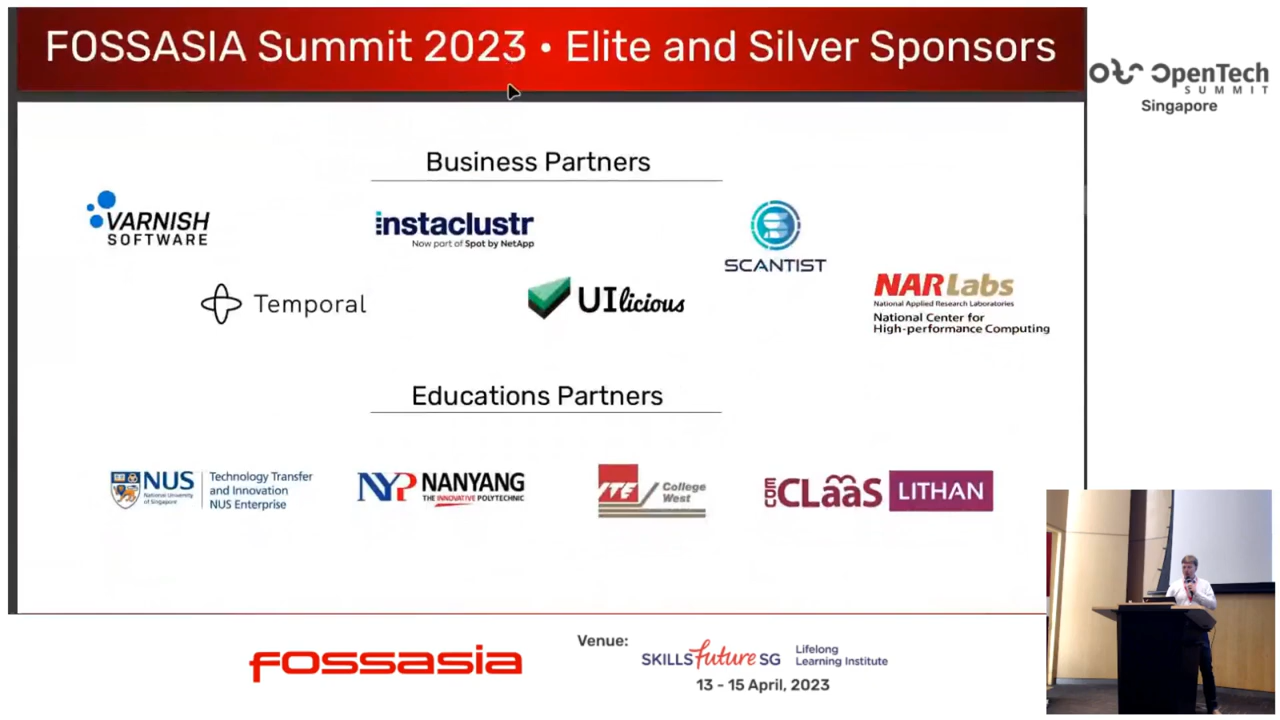 FOSSASIA Summit 2023 • Elite and Silver Sponsors
OpenTech
SUMMIT
Singapore
Business Partners
VARNISH
SOFTWARE
instaclustr
Now part of Spot by NetApp
SCANTIST
Temporal
UIlicious
NARLabs
National Applied Research Laboratories
National Center for
High-performance Computing
Educations Partners
NUS
National University
of Singapore
Technology Transfer
and Innovation
NUS Enterprise
NYP NANYANG
THE INNOVATIVE POLYTECHNIC
ITE College
West
eduCLaaS LITHAN
fossasia
Venue:
SKILLSfuture SG
Lifelong
Learning Institute
13 - 15 April, 2023